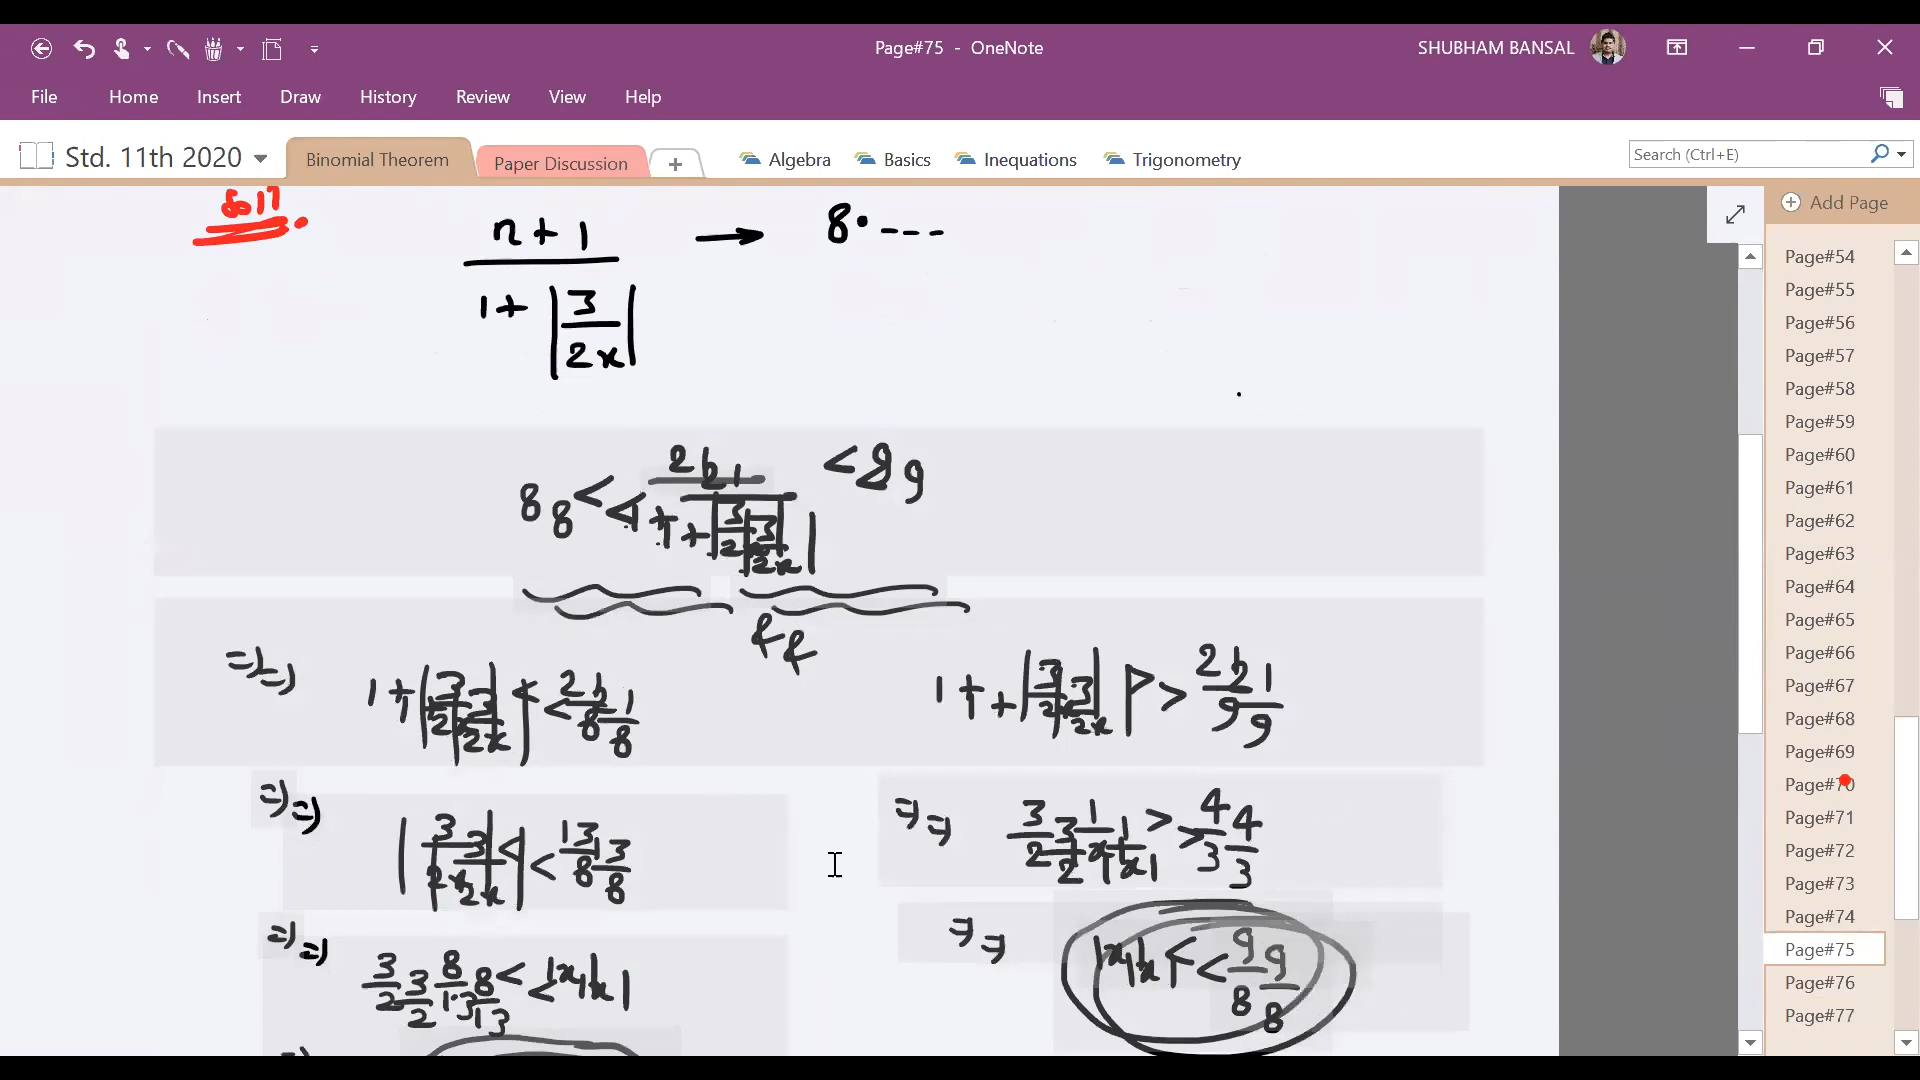 Page#75 - OneNote
SHUBHAM BANSAL
File Home Insert Draw History Review View Help
Std. 11th 2020
Binomial Theorem
Paper Discussion
+
Algebra
Basics
Inequations
Trigonometry
Search (Ctrl+E)
Add Page
Page#54
Page#55
Page#56
Page#57
Page#58
Page#59
Page#60
Page#61
Page#62
Page#63
Page#64
Page#65
Page#66
Page#67
Page#68
Page#69
Page#70
Page#71
Page#72
Page#73
Page#74
Page#75
Page#76
Page#77
Sol?
n + 1 → 8 · ---
1 + | 3
2x |
8 < 21 < 9
1 + | 3
2x |
&
⇒ 1 + | 3/2x | < 21/8 1 + | 3/2x | > 21/9
⇒ | 3/2x | < 13/8 ⇒ 3/2 1/|x| > 4/3
⇒ 3/2 8/13 < |x| ⇒ |x| < 9/8